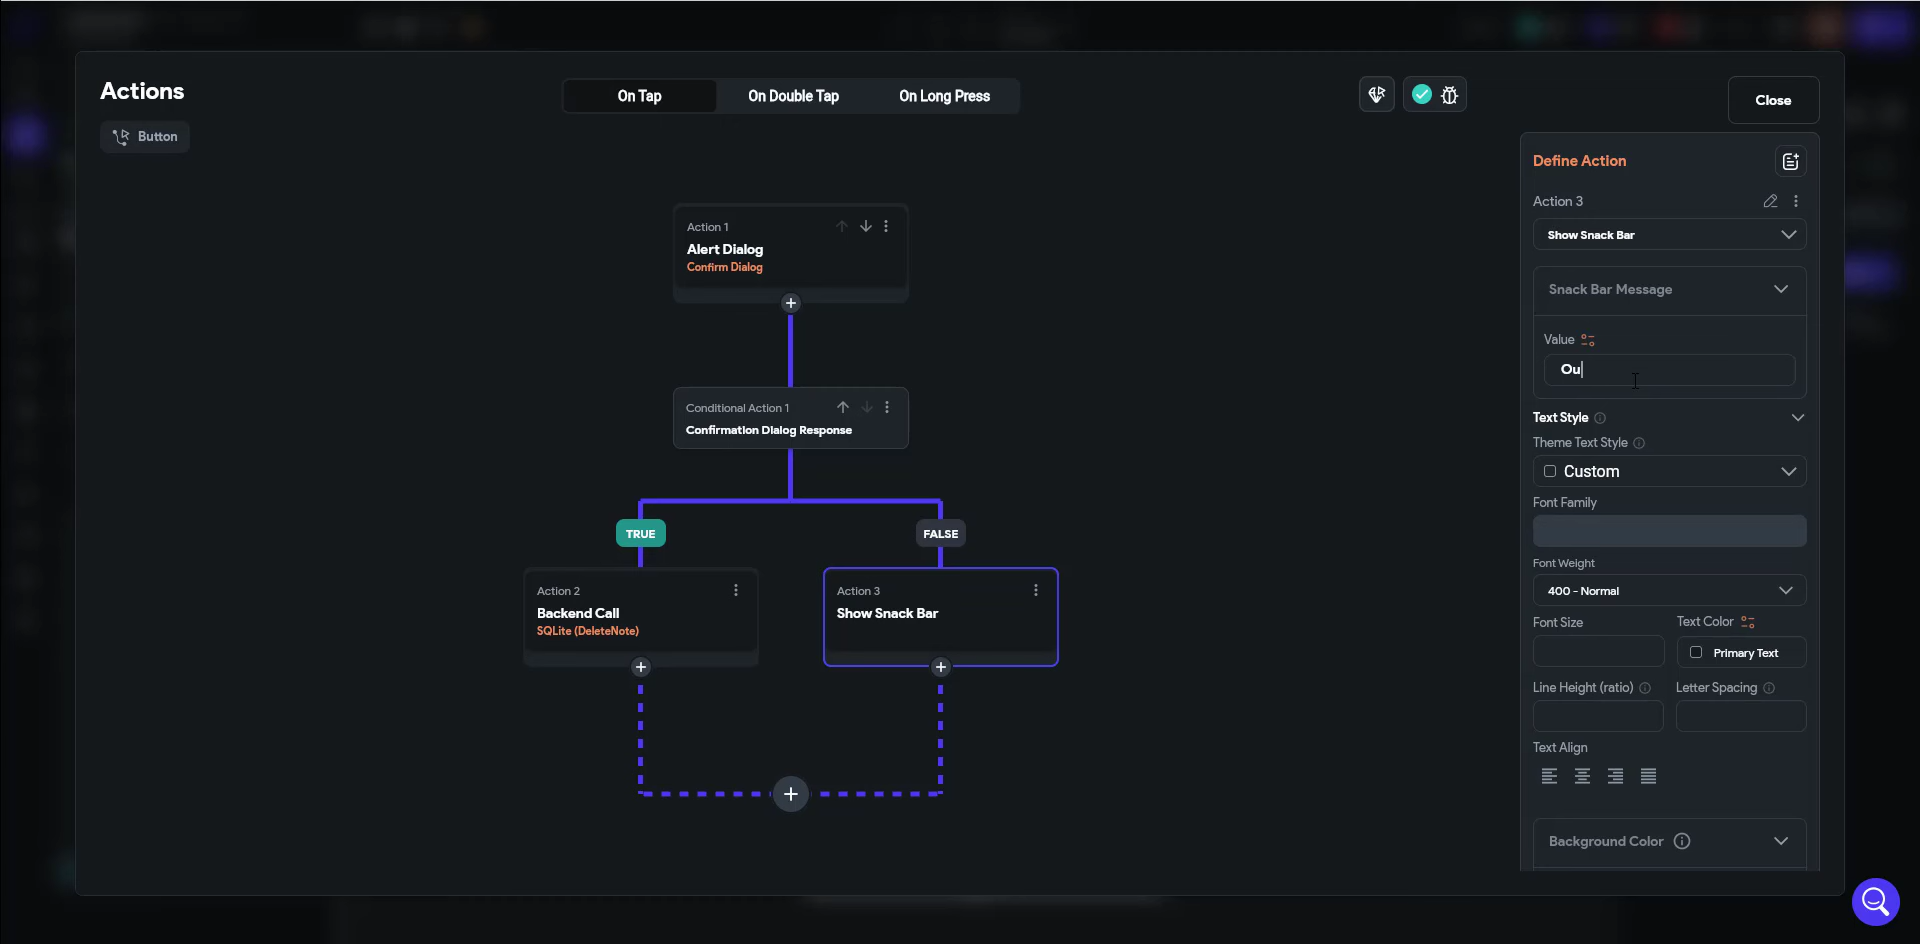 Actions
On Tap
On Double Tap
On Long Press
Close
Button
Define Action
Action 1
Alert Dialog
Confirm Dialog
Conditional Action 1
Confirmation Dialog Response
TRUE
FALSE
Action 2
Backend Call
SQLite (DeleteNote)
Action 3
Show Snack Bar
Action 3
Show Snack Bar
Snack Bar Message
Value
Ou
Text Style
Theme Text Style
Custom
Font Family
Font Weight
400 - Normal
Font Size
Text Color
Primary Text
Line Height (ratio)
Letter Spacing
Text Align
Background Color